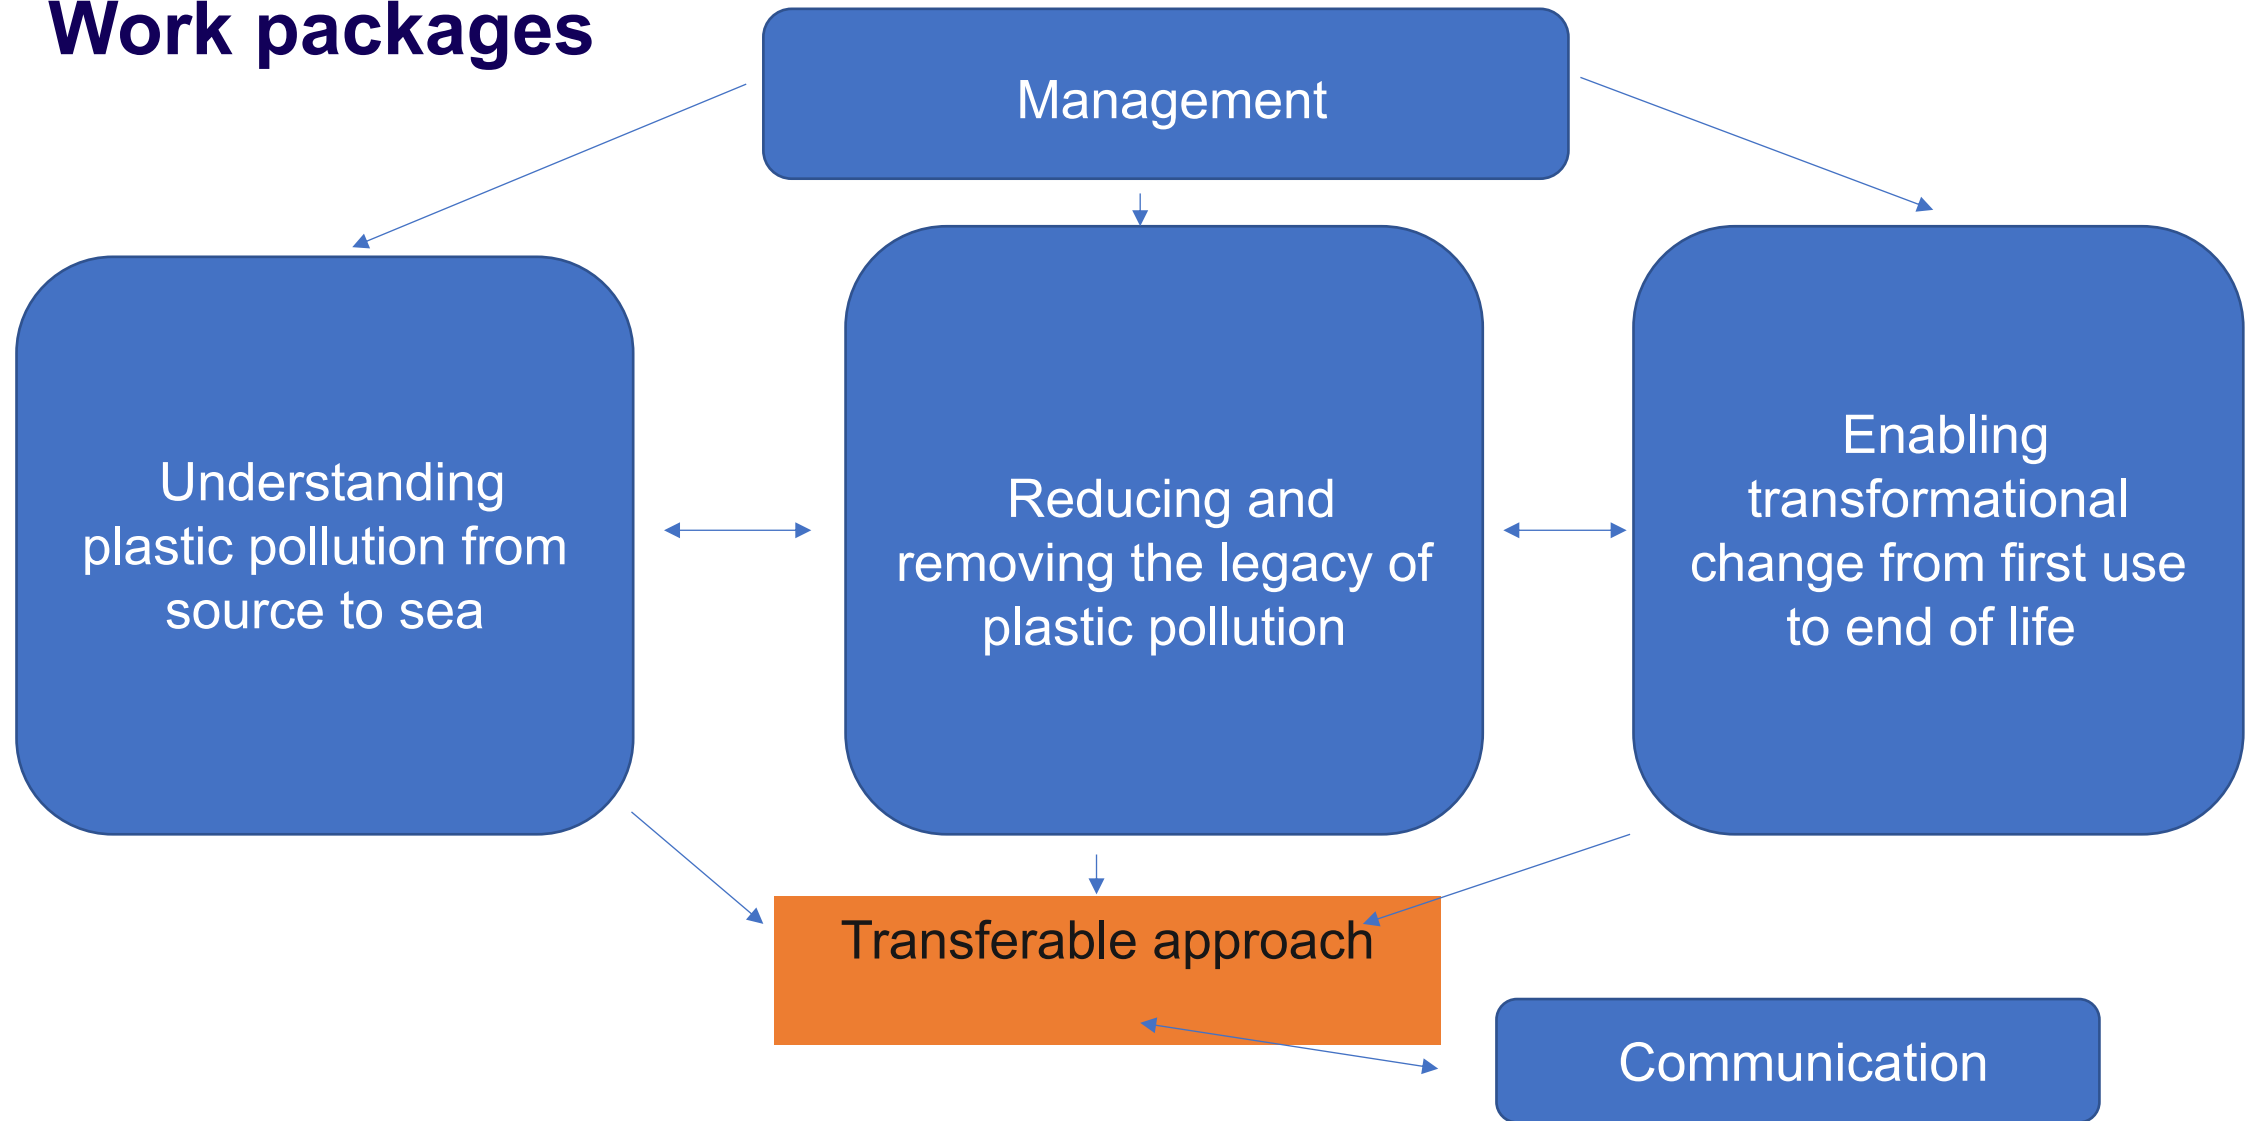 Work packages
Management
Understanding
plastic pollution from
source to sea
Reducing and
removing the legacy of
plastic pollution
Enabling
transformational
change from first use
to end of life
Transferable approach
Communication